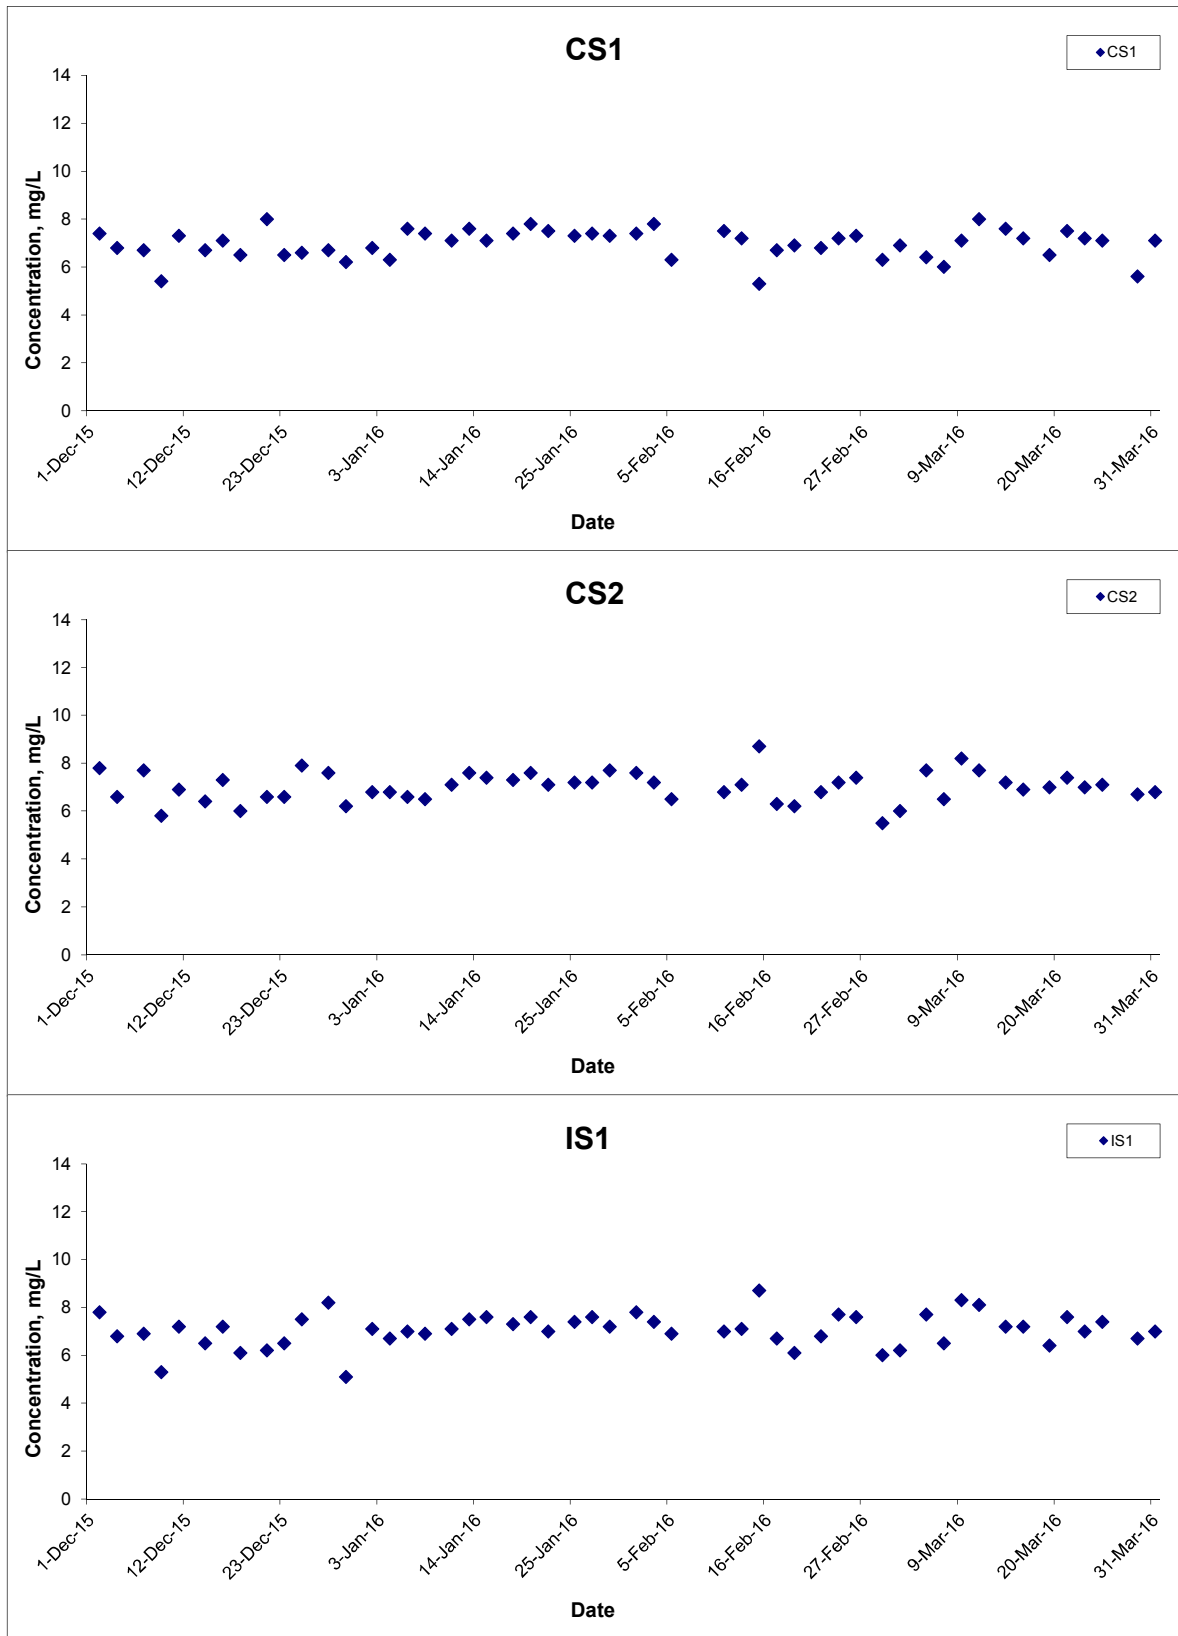 CS1
CS1
14
12
10
8
6
4
2
0
Concentration, mg/L
1-Dec-15
12-Dec-15
23-Dec-15
3-Jan-16
14-Jan-16
25-Jan-16
5-Feb-16
16-Feb-16
27-Feb-16
9-Mar-16
20-Mar-16
31-Mar-16
Date
CS2
CS2
14
12
10
8
6
4
2
0
Concentration, mg/L
1-Dec-15
12-Dec-15
23-Dec-15
3-Jan-16
14-Jan-16
25-Jan-16
5-Feb-16
16-Feb-16
27-Feb-16
9-Mar-16
20-Mar-16
31-Mar-16
Date
IS1
IS1
14
12
10
8
6
4
2
0
Concentration, mg/L
1-Dec-15
12-Dec-15
23-Dec-15
3-Jan-16
14-Jan-16
25-Jan-16
5-Feb-16
16-Feb-16
27-Feb-16
9-Mar-16
20-Mar-16
31-Mar-16
Date